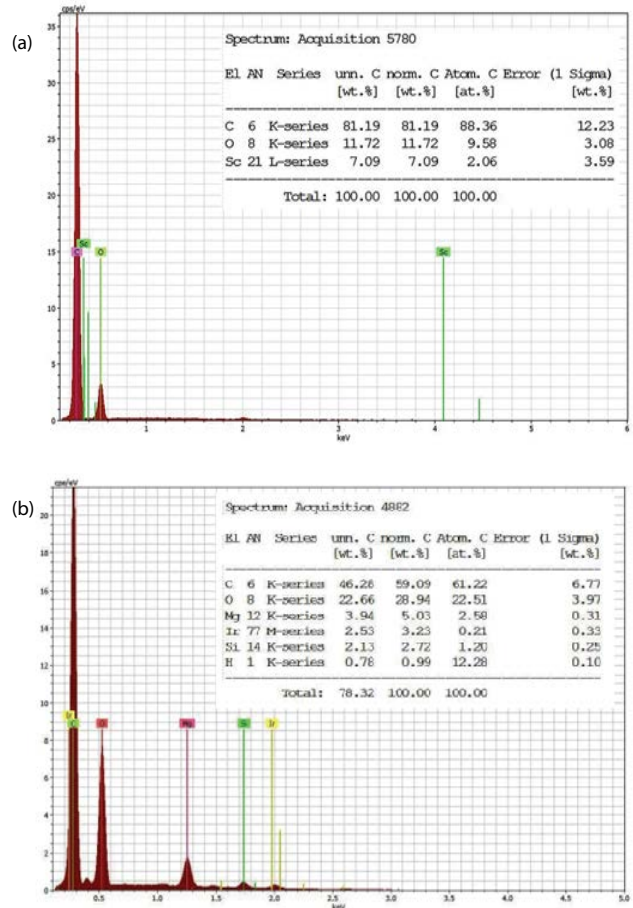 (a)
cps/eV
Spectrum: Acquisition 5780
El AN Series unn. C norm. C Atom. C Error (1 Sigma)
[wt.%] [wt.%] [at.%] [wt.%]
C 6 K-series 81.19 81.19 88.36 12.23
O 8 K-series 11.72 11.72 9.58 3.08
Sc 21 L-series 7.09 7.09 2.06 3.59
Total: 100.00 100.00 100.00
35
30
25
20
15
10
5
0
C Sc O Sc
1 2 3 4 5 6
keV
(b)
cps/eV
Spectrum: Acquisition 4882
El AN Series unn. C norm. C Atom. C Error (1 Sigma)
[wt.%] [wt.%] [at.%] [wt.%]
C 6 K-series 46.28 59.09 61.22 6.77
O 8 K-series 22.66 28.94 22.51 3.97
Mg 12 K-series 3.94 5.03 2.58 0.31
Ir 77 M-series 2.53 3.23 0.21 0.33
Si 14 K-series 2.13 2.72 1.20 0.25
H 1 K-series 0.78 0.99 12.28 0.10
Total: 78.32 100.00 100.00
20
18
16
14
12
10
8
6
4
2
0
Ir C O Mg Si Ir
0.5 1.0 1.5 2.0 2.5 3.0 3.5 4.0 4.5 5.0
keV